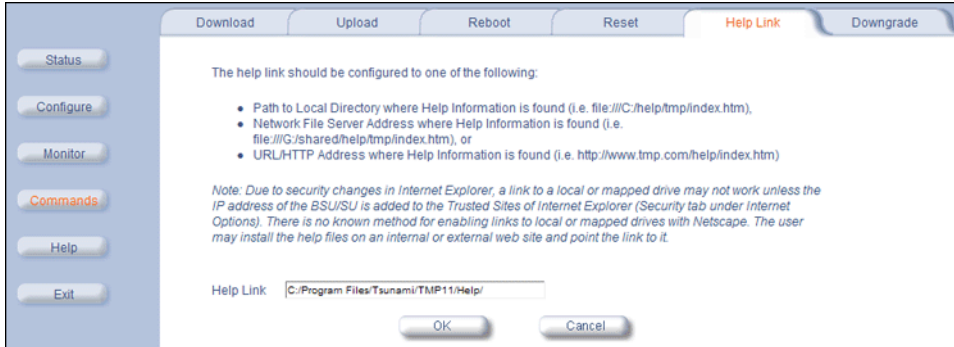 Download Upload Reboot Reset Help Link Downgrade
Status
Configure
Monitor
Commands
Help
Exit
The help link should be configured to one of the following:
• Path to Local Directory where Help Information is found (i.e. file:///C:/help/tmp/index.htm),
• Network File Server Address where Help Information is found (i.e.
file:///G:/shared/help/tmp/index.htm), or
• URL/HTTP Address where Help Information is found (i.e. http://www.tmp.com/help/index.htm)
Note: Due to security changes in Internet Explorer, a link to a local or mapped drive may not work unless the
IP address of the BSU/SU is added to the Trusted Sites of Internet Explorer (Security tab under Internet
Options). There is no known method for enabling links to local or mapped drives with Netscape. The user
may install the help files on an internal or external web site and point the link to it.
Help Link C:/Program Files/Tsunami/TMP11/Help/
OK Cancel